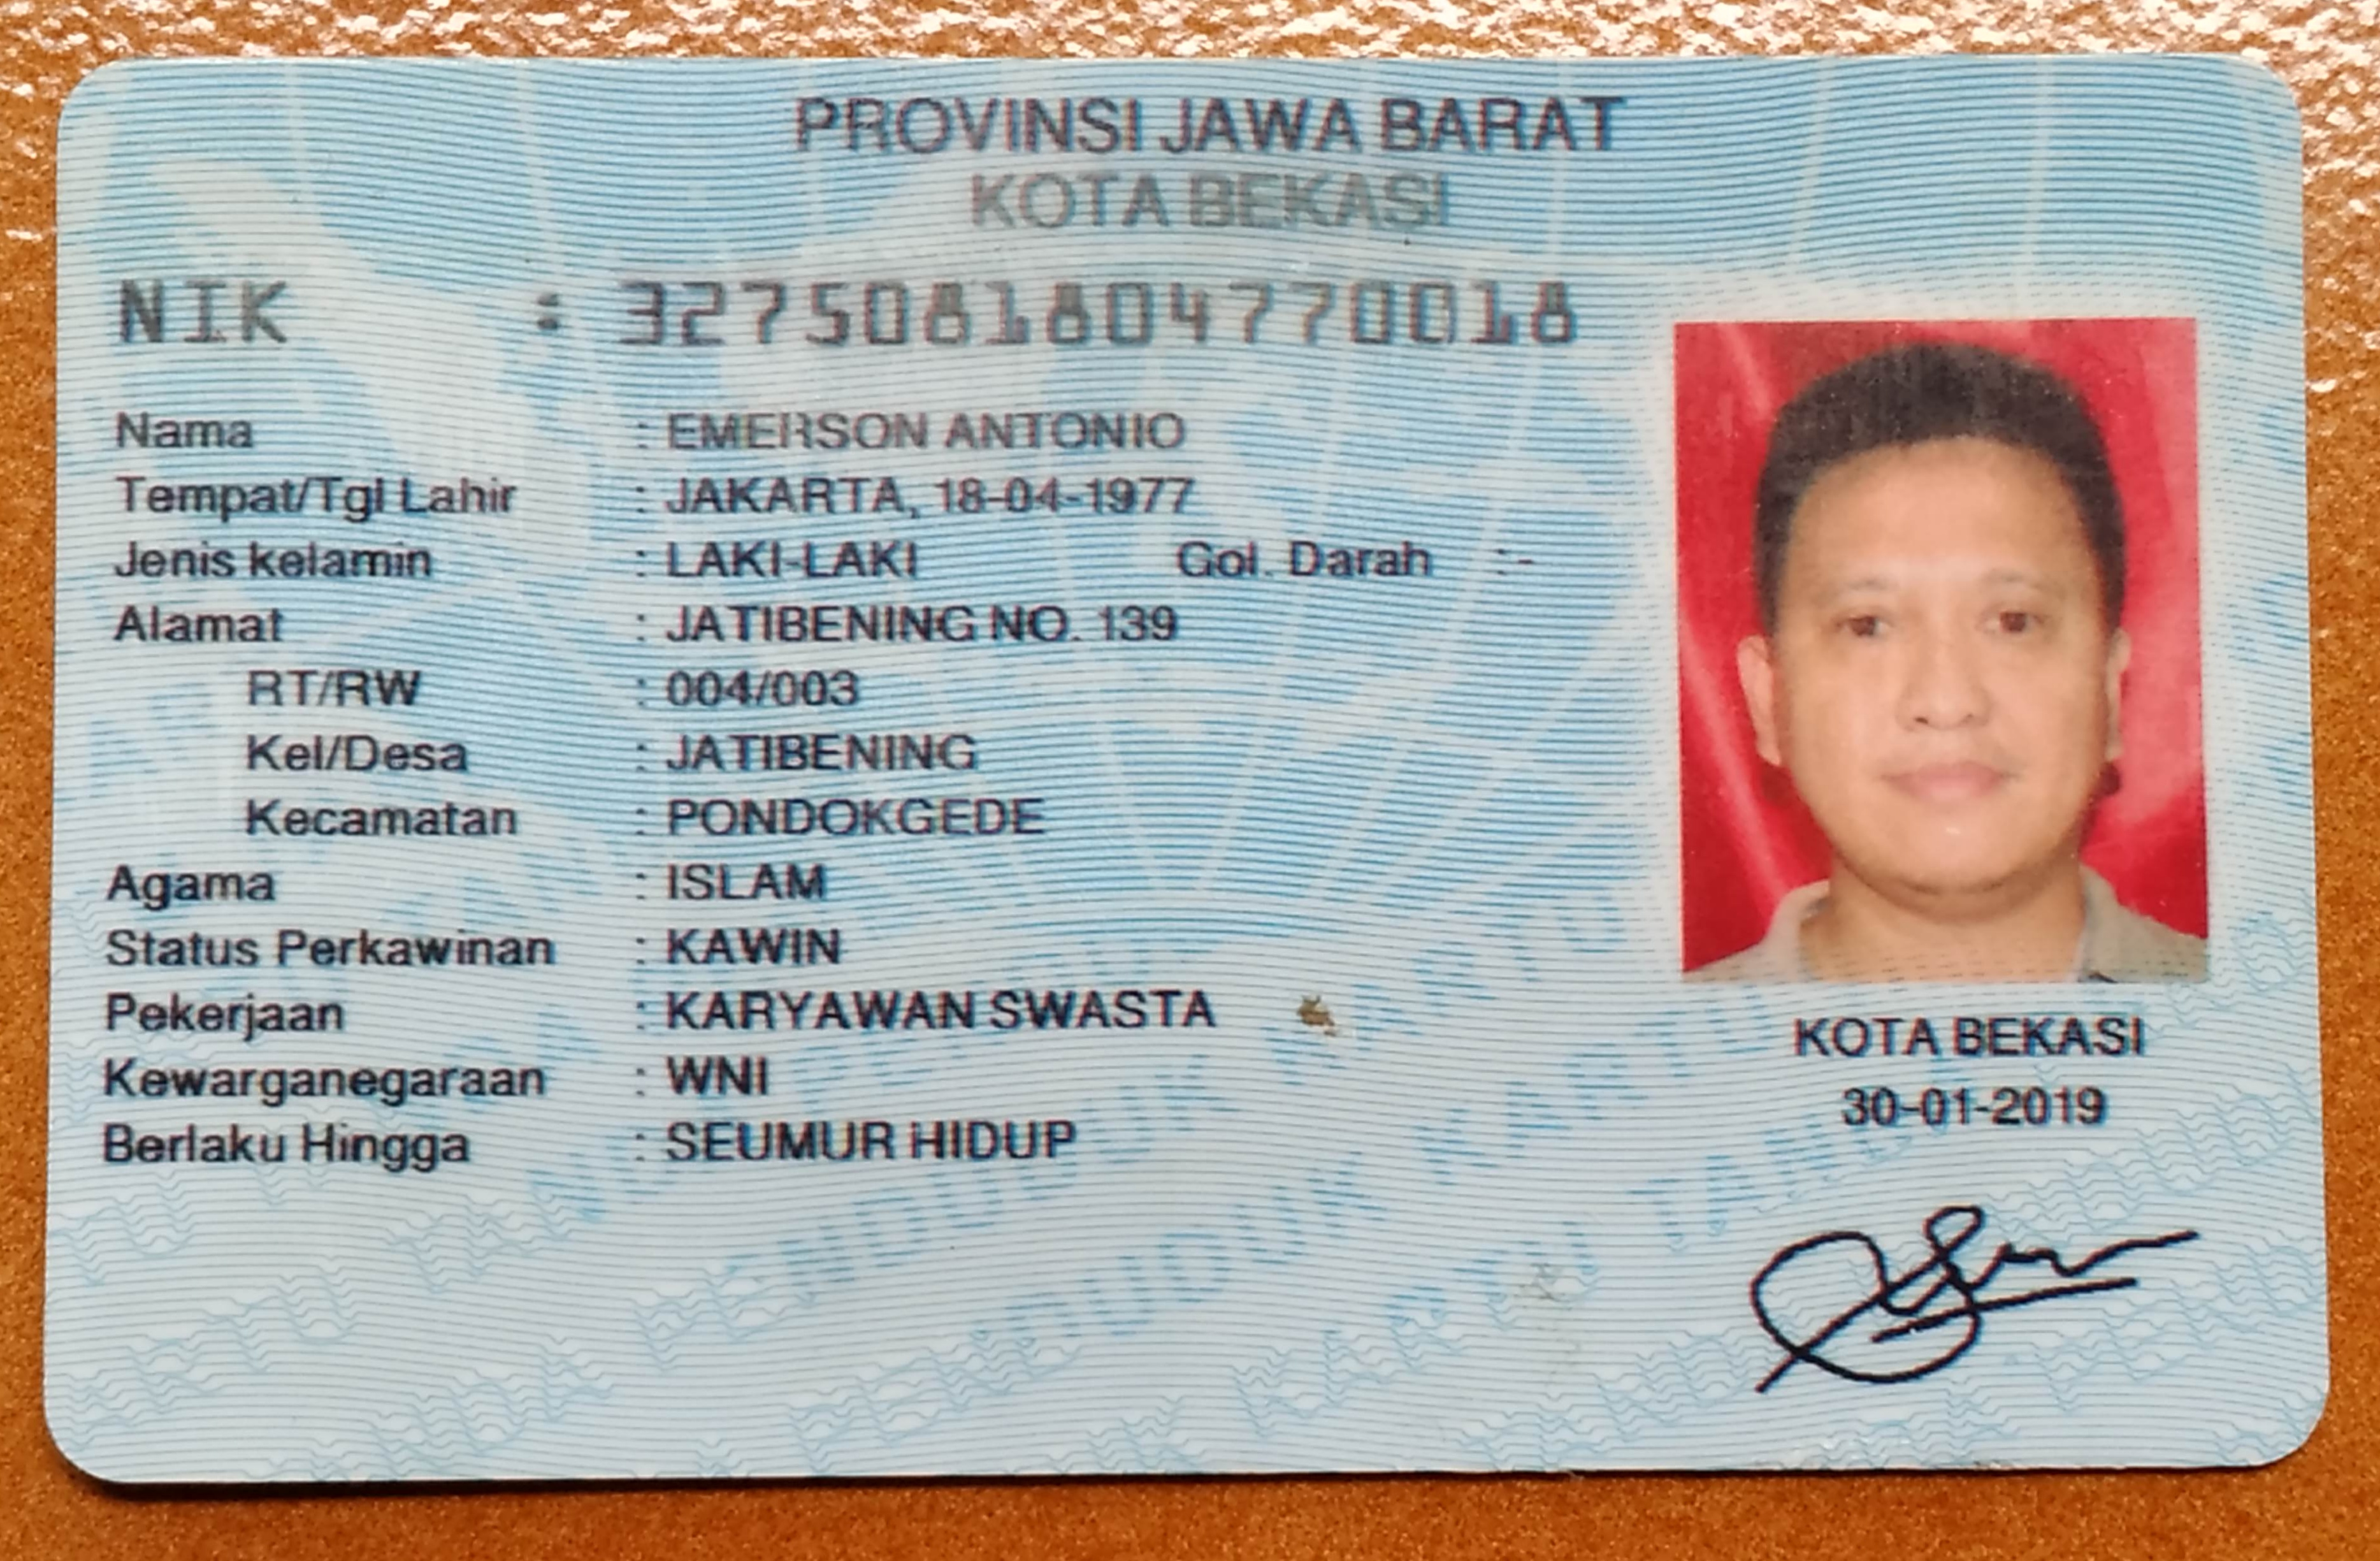 PROVINSI JAWA BARAT
KOTA BEKASI
NIK : 3275081804770018
Nama : EMERSON ANTONIO
Tempat/Tgl Lahir : JAKARTA, 18-04-1977
Jenis kelamin : LAKI-LAKI Gol. Darah :-
Alamat : JATIBENING NO. 139
RT/RW : 004/003
Kel/Desa : JATIBENING
Kecamatan : PONDOKGEDE
Agama : ISLAM
Status Perkawinan : KAWIN
Pekerjaan : KARYAWAN SWASTA
Kewarganegaraan : WNI
Berlaku Hingga : SEUMUR HIDUP
KOTA BEKASI
30-01-2019